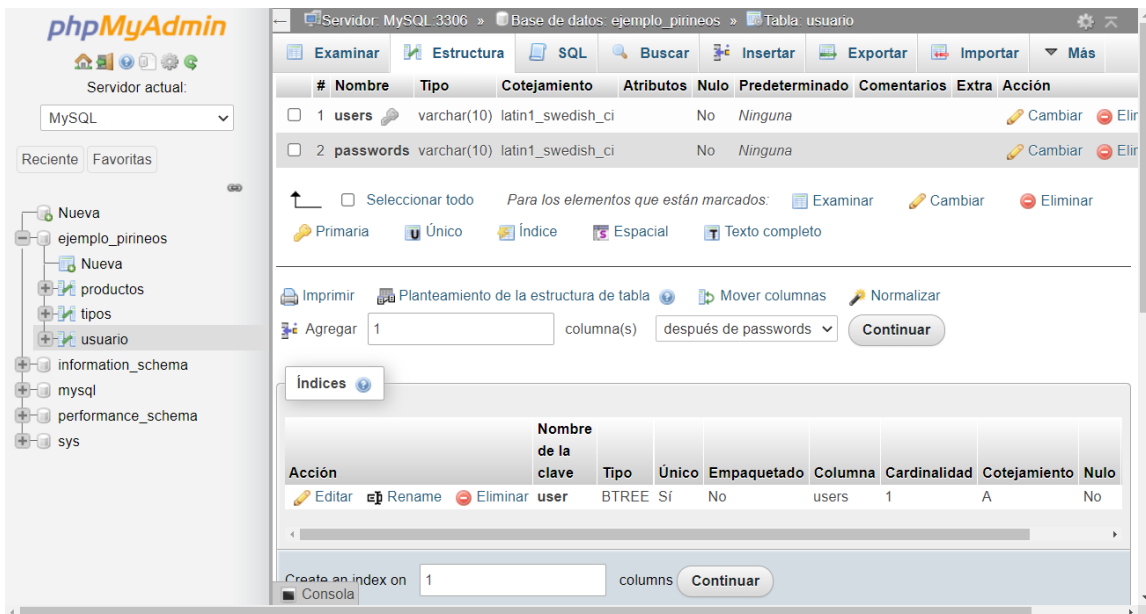 phpMyAdmin
Servidor actual:
MySQL
Reciente Favoritas
Nueva
ejemplo_pirineos
Nueva
productos
tipos
usuario
information_schema
mysql
performance_schema
sys
Servidor: MySQL:3306 » Base de datos: ejemplo_pirineos » Tabla: usuario
Examinar Estructura SQL Buscar Insertar Exportar Importar Más
# Nombre Tipo Cotejamiento Atributos Nulo Predeterminado Comentarios Extra Acción
1 users varchar(10) latin1_swedish_ci No Ninguna Cambiar Elir
2 passwords varchar(10) latin1_swedish_ci No Ninguna Cambiar Elir
Seleccionar todo Para los elementos que están marcados: Examinar Cambiar Eliminar
Primaria Único Índice Espacial Texto completo
Imprimir Planteamiento de la estructura de tabla Mover columnas Normalizar
Agregar 1 columna(s) después de passwords Continuar
Índices
Acción Nombre de la clave Tipo Único Empaquetado Columna Cardinalidad Cotejamiento Nulo
Editar Rename Eliminar user BTREE Sí No users 1 A No
Create an index on 1 columns Continuar
Consola